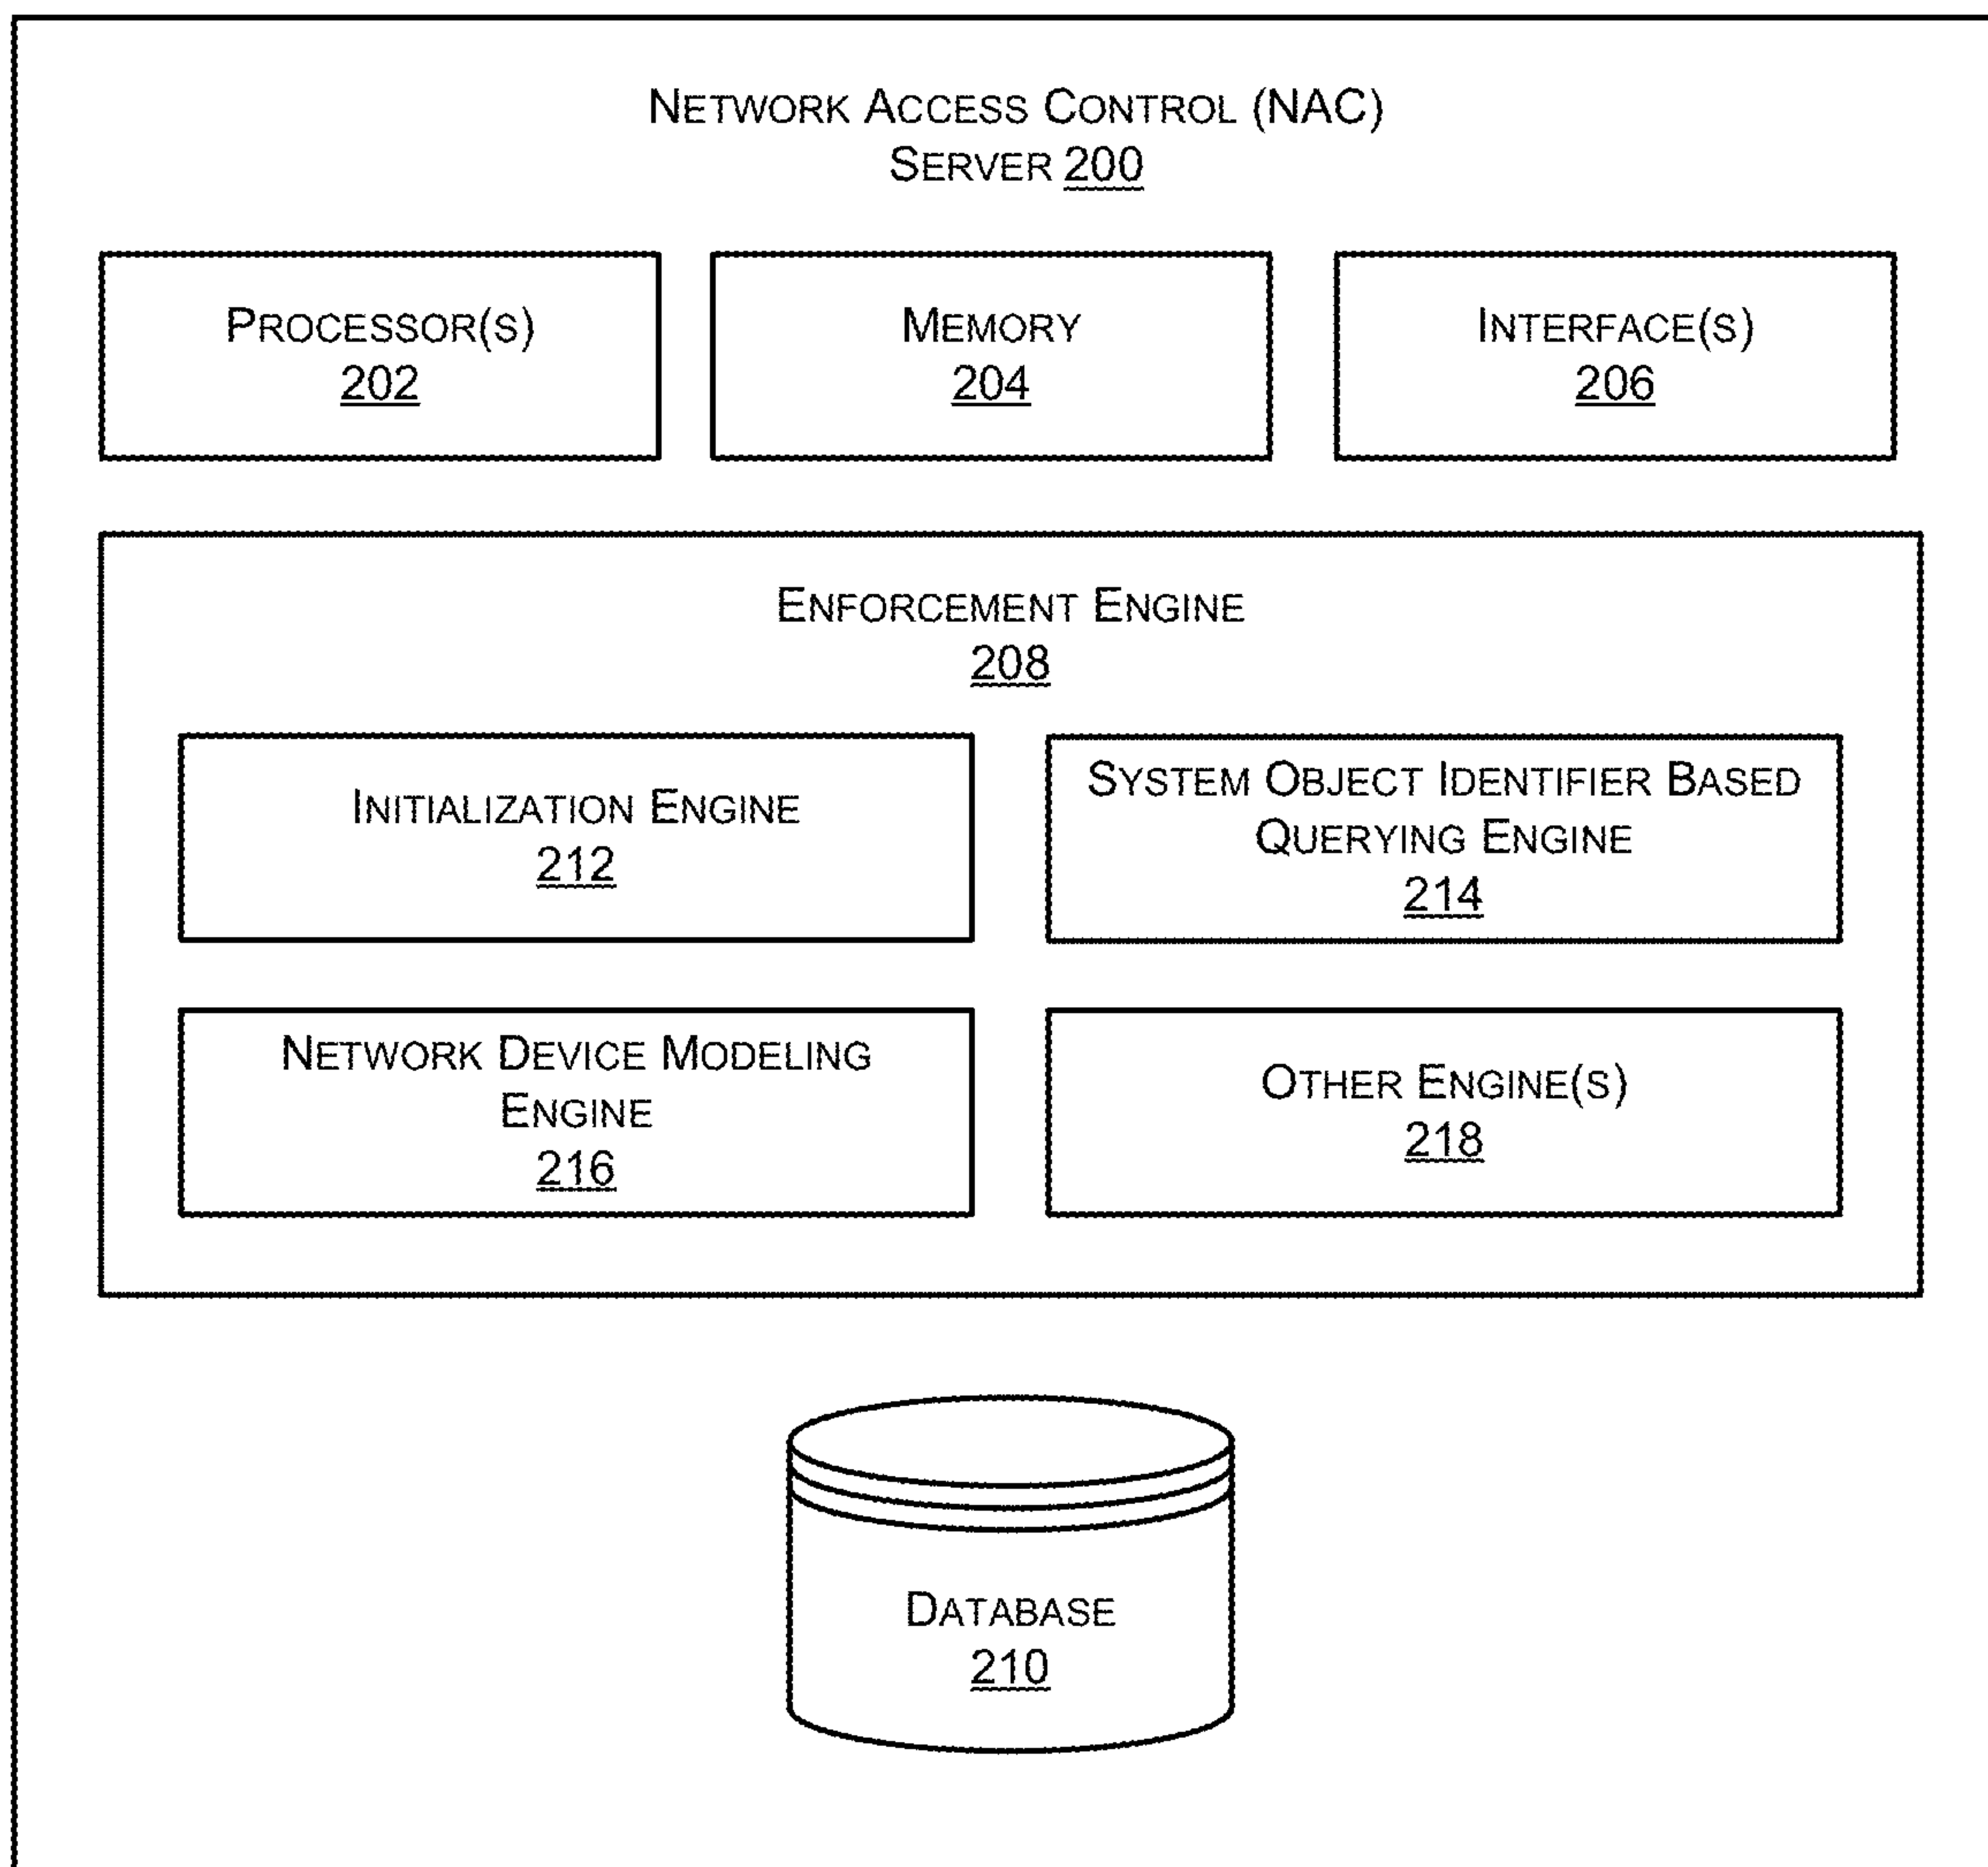 NETWORK ACCESS CONTROL (NAC)
SERVER 200
PROCESSOR(S)
202
MEMORY
204
INTERFACE(S)
206
ENFORCEMENT ENGINE
208
INITIALIZATION ENGINE
212
SYSTEM OBJECT IDENTIFIER BASED
QUERYING ENGINE
214
NETWORK DEVICE MODELING
ENGINE
216
OTHER ENGINE(S)
218
DATABASE
210